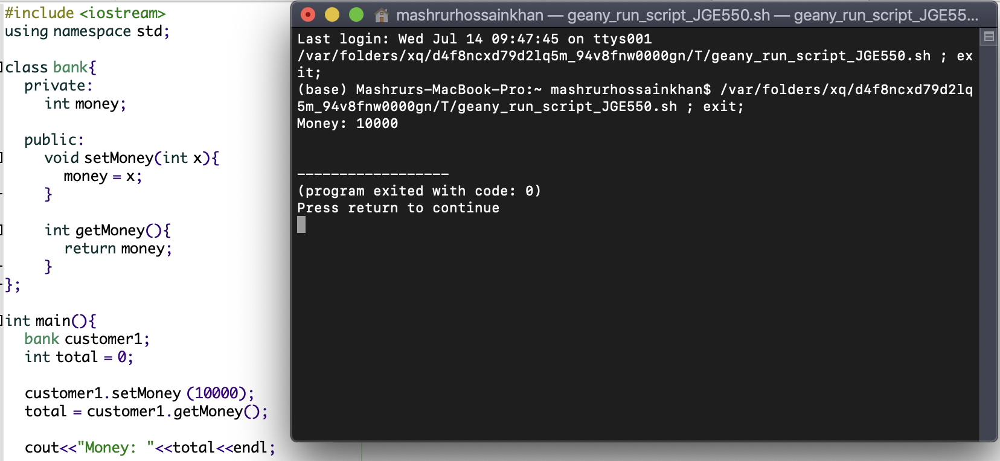 #include <iostream>
using namespace std;
class bank{
private:
int money;
public:
void setMoney(int x){
money = x;
}
int getMoney(){
return money;
}
};
int main(){
bank customer1;
int total = 0;
customer1.setMoney (10000);
total = customer1.getMoney();
cout<<"Money: "<<total<<endl;
mashrurhossainkhan — geany_run_script_JGE550.sh — geany_run_script_JGE55...
Last login: Wed Jul 14 09:47:45 on ttys001
/var/folders/xq/d4f8ncxd79d2lq5m_94v8fnw0000gn/T/geany_run_script_JGE550.sh ; ex
it;
(base) Mashrurs-MacBook-Pro:~ mashrurhossainkhan$ /var/folders/xq/d4f8ncxd79d2lq
5m_94v8fnw0000gn/T/geany_run_script_JGE550.sh ; exit;
Money: 10000
------------------
(program exited with code: 0)
Press return to continue